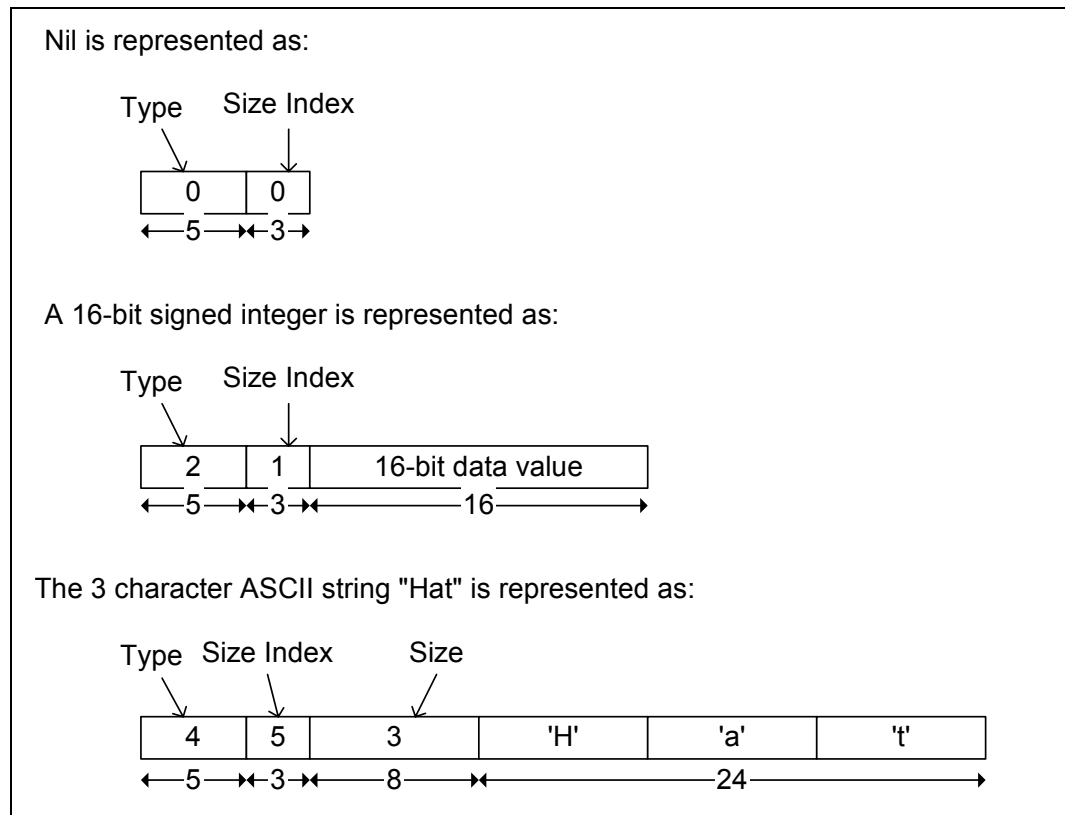 Nil is represented as:
Type Size Index
0 0
5 3
A 16-bit signed integer is represented as:
Type Size Index
2 1 16-bit data value
5 3 16
The 3 character ASCII string "Hat" is represented as:
Type Size Index Size
4 5 3 'H' 'a' 't'
5 3 8 24